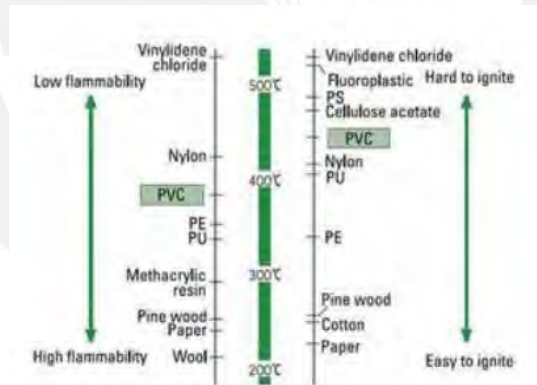 Vinylidene
chloride
Low flammability
Nylon
PVC
PE
PU
Methacrylic
resin
Pine wood
Paper
High flammability
Wool
500℃
400℃
300℃
200℃
Vinylidene chloride
Fluoroplastic
Hard to ignite
PS
Cellulose acetate
PVC
Nylon
PU
PE
Pine wood
Cotton
Paper
Easy to ignite